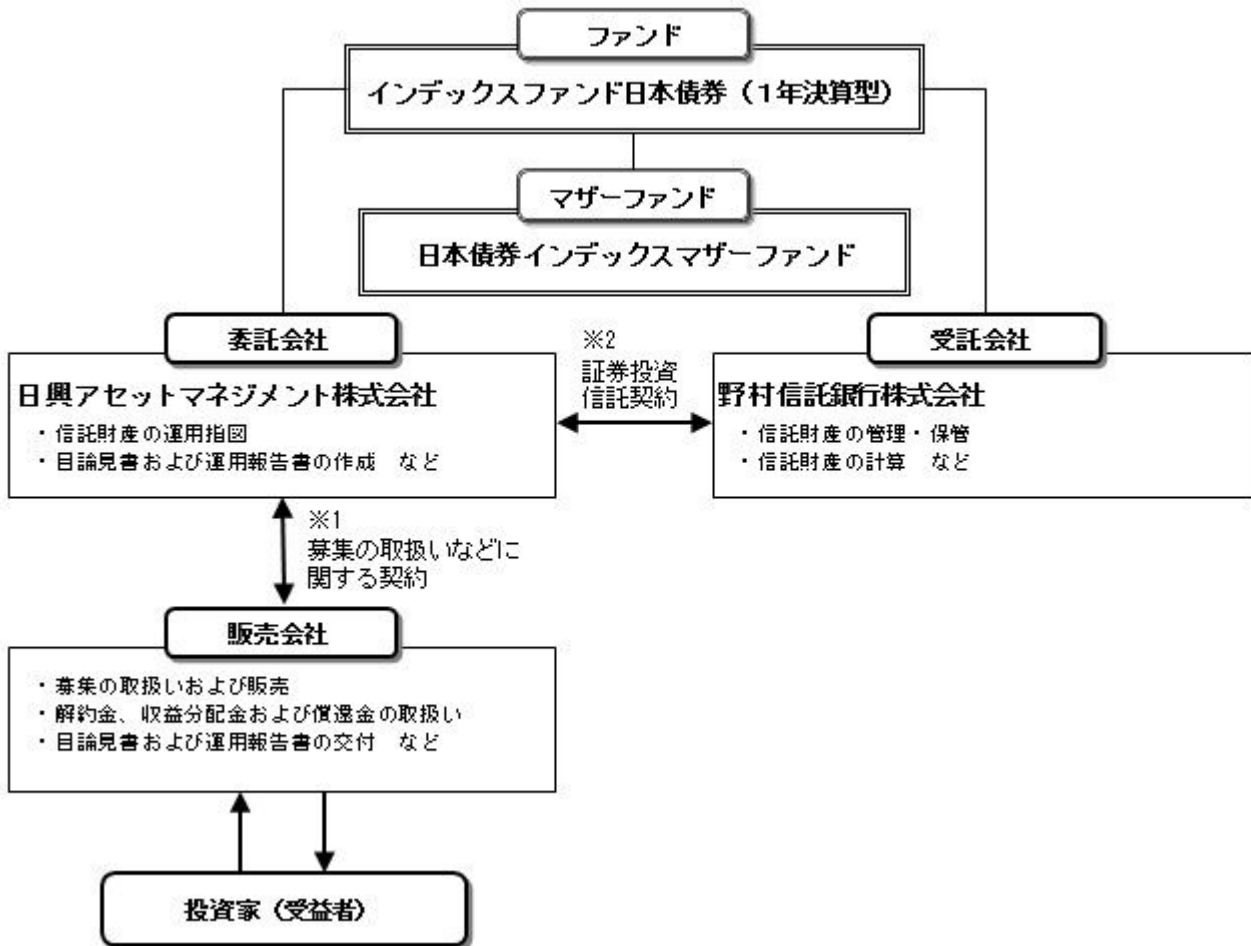 ファンド
インデックスファンド日本債券（１年決算型）
マザーファンド
日本債券インデックスマザーファンド
委託会社
日興アセットマネジメント株式会社
・信託財産の運用指図
・目論見書および運用報告書の作成　など
※2
証券投資
信託契約
受託会社
野村信託銀行株式会社
・信託財産の管理・保管
・信託財産の計算　など
※1
募集の取扱いなどに
関する契約
販売会社
・募集の取扱いおよび販売
・解約金、収益分配金および償還金の取扱い
・目論見書および運用報告書の交付　など
投資家（受益者）